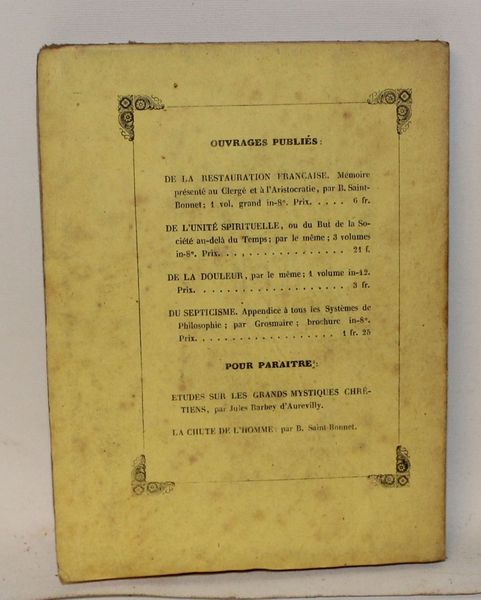 OUVRAGES PUBLIÉS :
DE LA RESTAURATION FRANÇAISE. Mémoire
présenté au Clergé et à l'Aristocratie, par B. Saint-
Bonnet ; 1 vol. grand in-8º. Prix. . . . . 6 fr.
DE L'UNITÉ SPIRITUELLE, ou du But de la So-
ciété au-delà du Temps ; par le même ; 3 volumes
in-8º. Prix. . . . . . . . . . . . . . . . 21 f.
DE LA DOULEUR, par le même ; 1 volume in-12.
Prix. . . . . . . . . . . . . . . . . . . 3 fr.
DU SEPTICISME. Appendice à tous les Systèmes de
Philosophie ; par Grosmaire ; brochure in-8º.
Prix. . . . . . . . . . . . . . . . . . 1 fr. 25
POUR PARAITRE :
ETUDES SUR LES GRANDS MYSTIQUES CHRÉ-
TIENS, par Jules Barbey d'Aurevilly.
LA CHUTE DE L'HOMME ; par B. Saint-Bonnet.